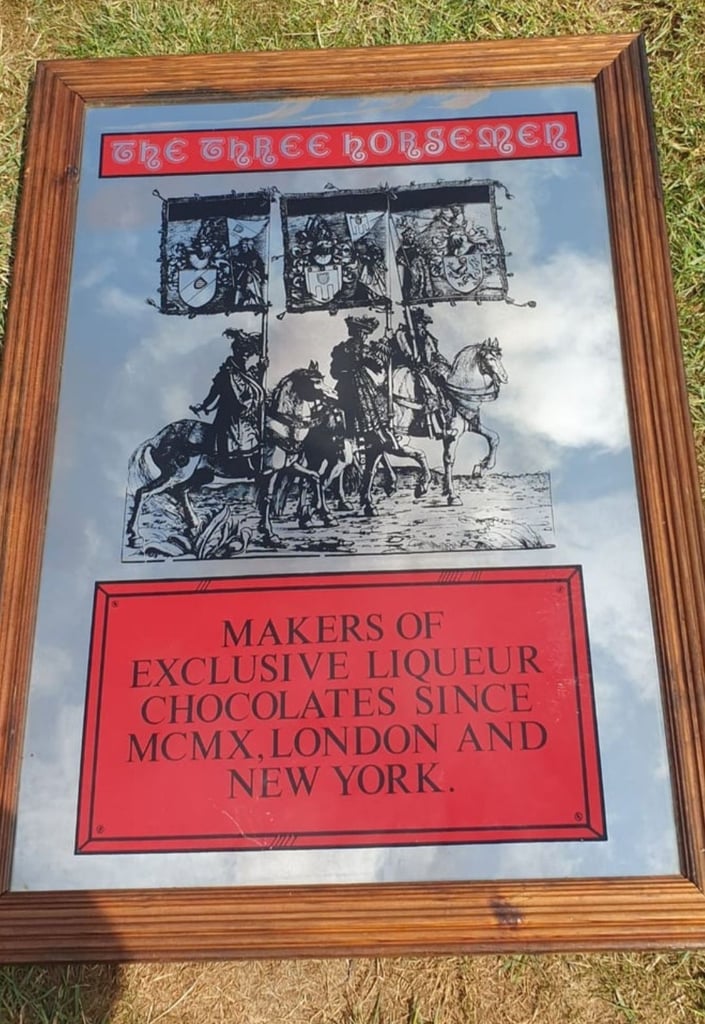 THE THREE HORSEMEN
MAKERS OF
EXCLUSIVE LIQUEUR
CHOCOLATES SINCE
MCMX, LONDON AND
NEW YORK.